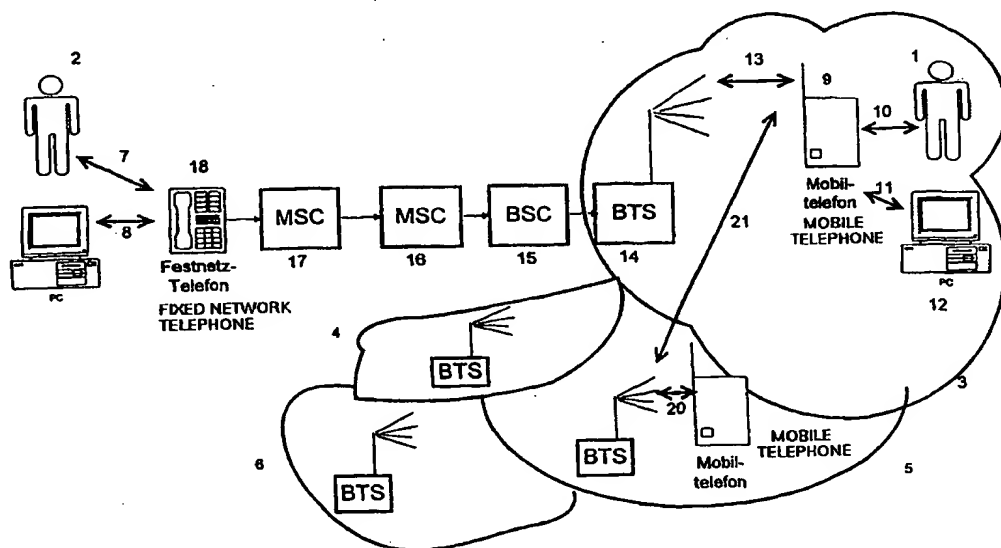 2
13
9
1
7
18
10
MSC
MSC
BSC
BTS
Mobil-
telefon
11
MOBILE
TELEPHONE
8
21
17
16
15
14
PC
Festnetz-
Telefon
FIXED NETWORK
TELEPHONE
PC
12
4
BTS
3
20
BTS
MOBILE
TELEPHONE
Mobil-
telefon
5
6
BTS